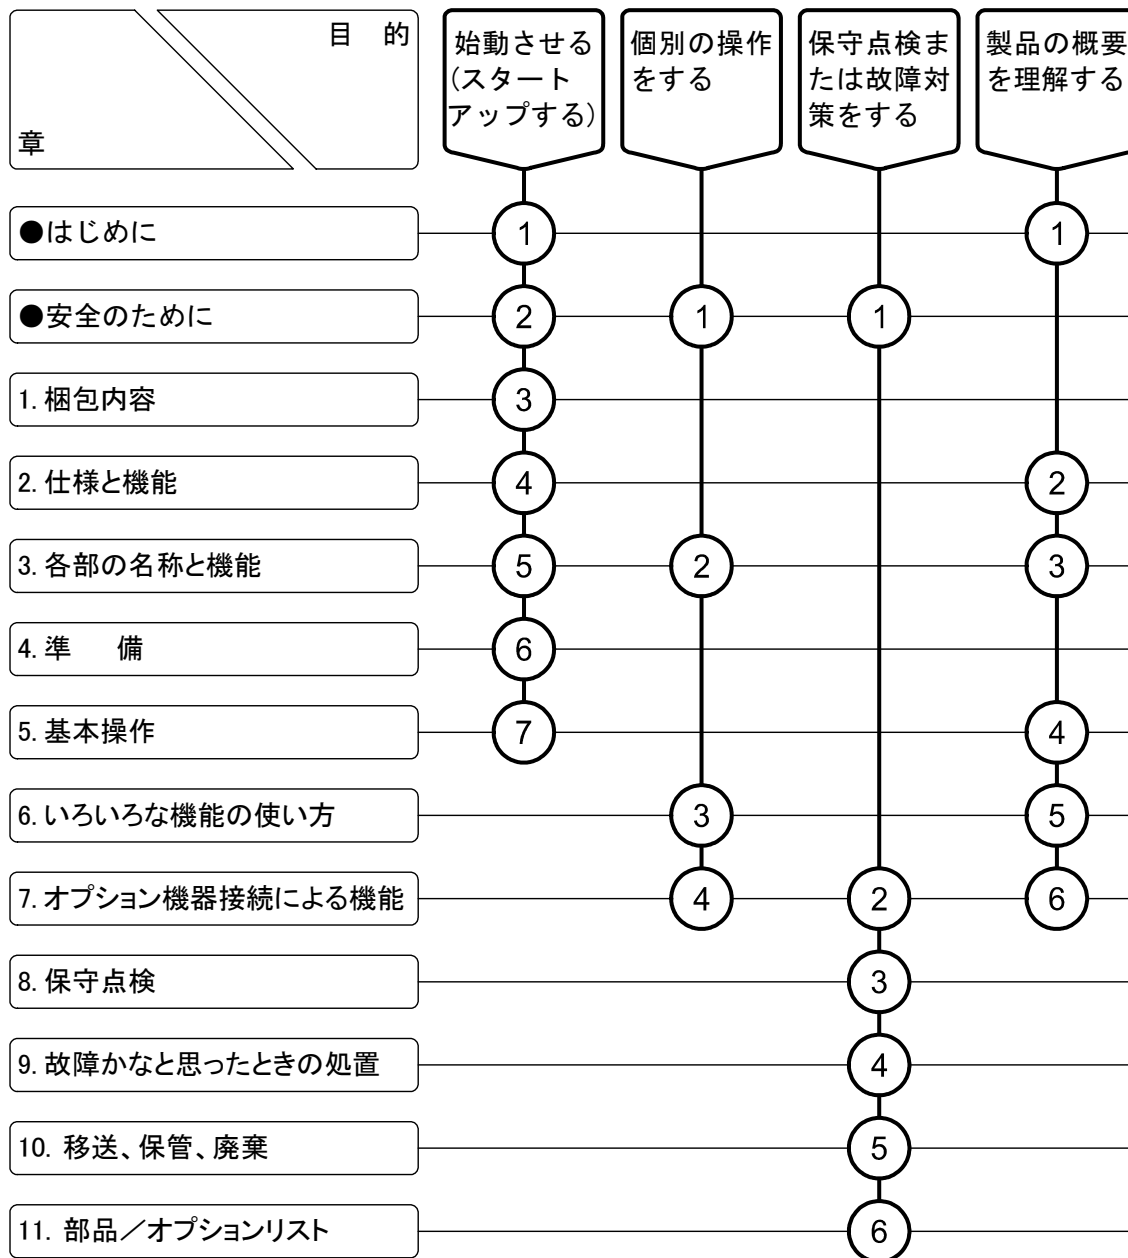 目 的
章
始動させる
(スタート
アップする)
個別の操作
をする
保守点検ま
たは故障対
策をする
製品の概要
を理解する
●はじめに
1
1
●安全のために
2
1
1
1. 梱包内容
3
2. 仕様と機能
4
2
3. 各部の名称と機能
5
2
3
4. 準 備
6
5. 基本操作
7
4
6. いろいろな機能の使い方
3
5
7. オプション機器接続による機能
4
2
6
8. 保守点検
3
9. 故障かなと思ったときの処置
4
10. 移送、保管、廃棄
5
11. 部品／オプションリスト
6